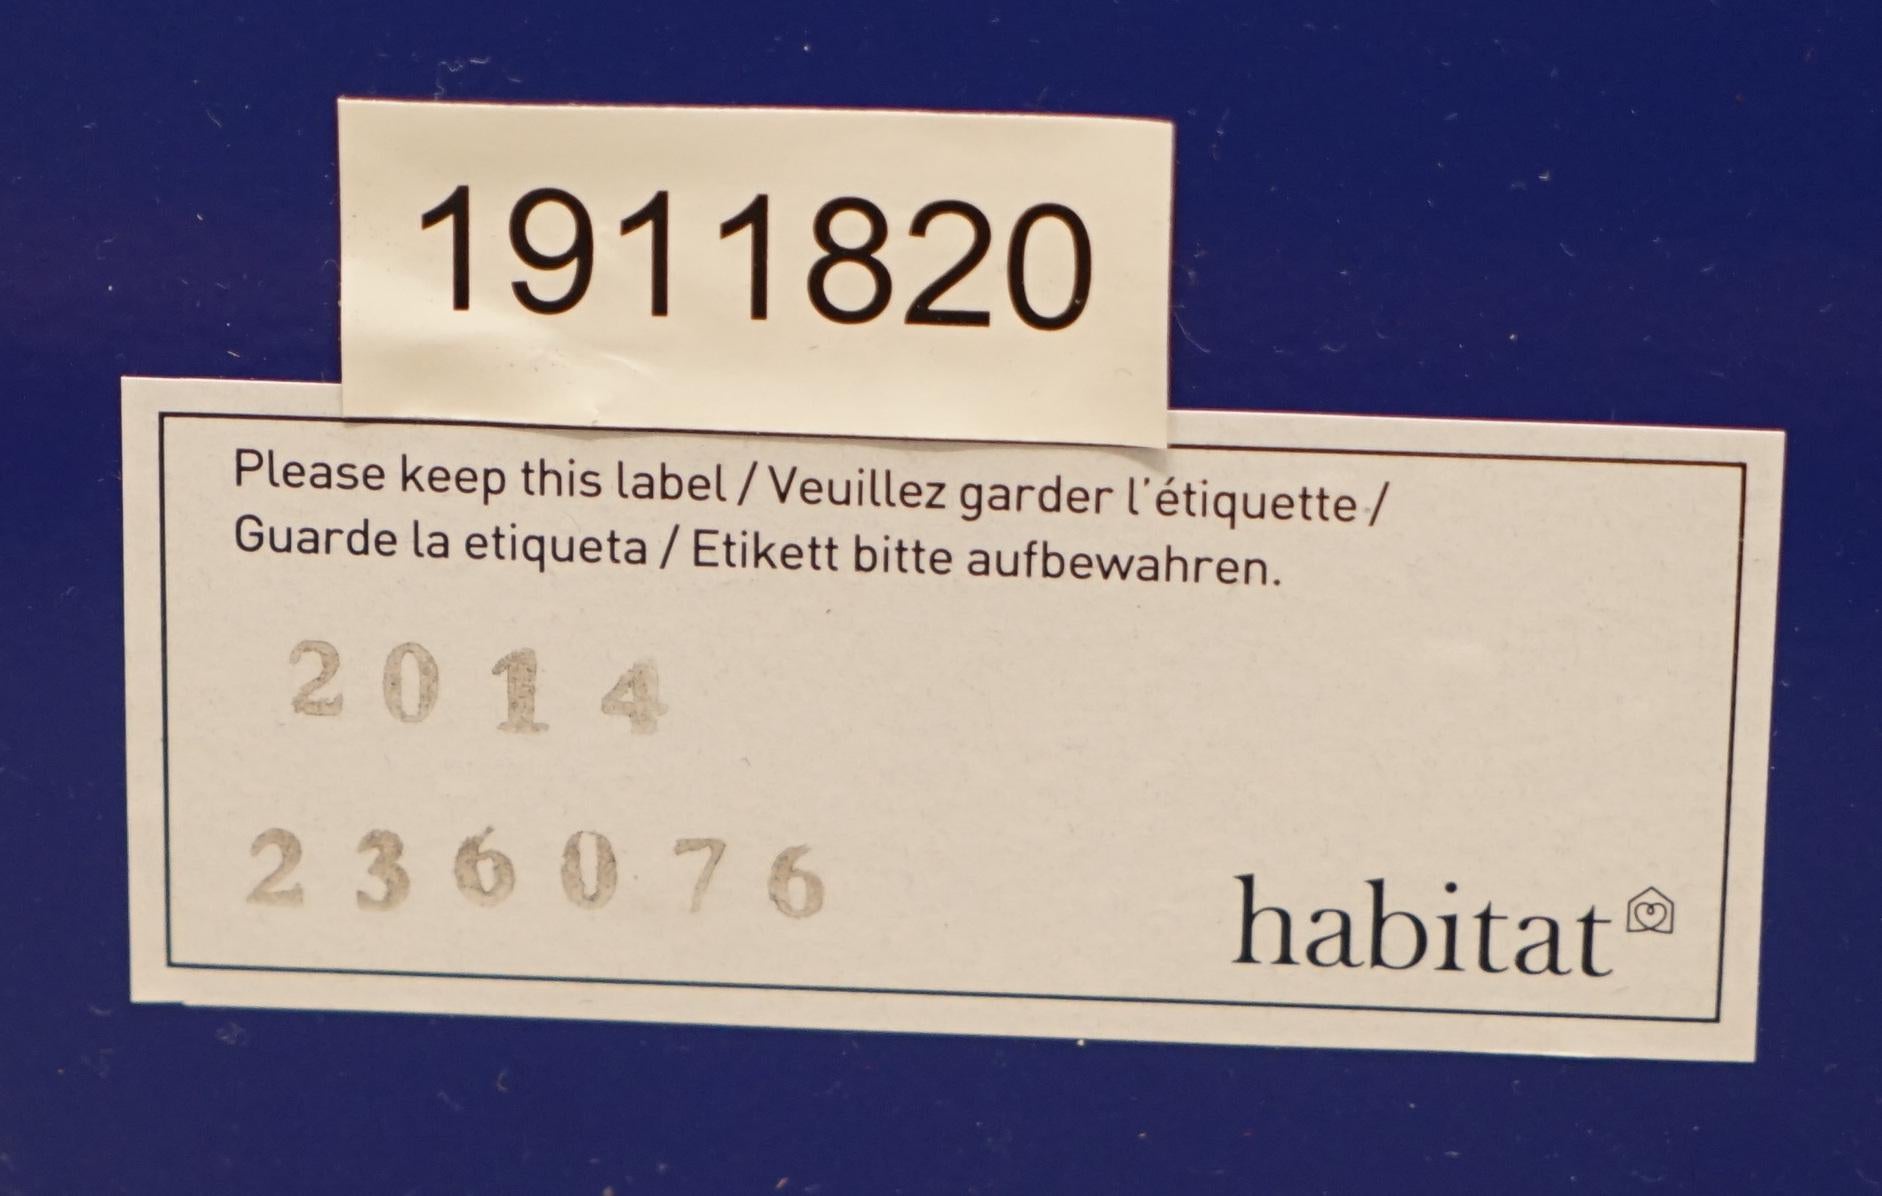 1911820
Please keep this label / Veuillez garder l'étiquette /
Guarde la etiqueta / Etikett bitte aufbewahren.
2014
236076
habitat